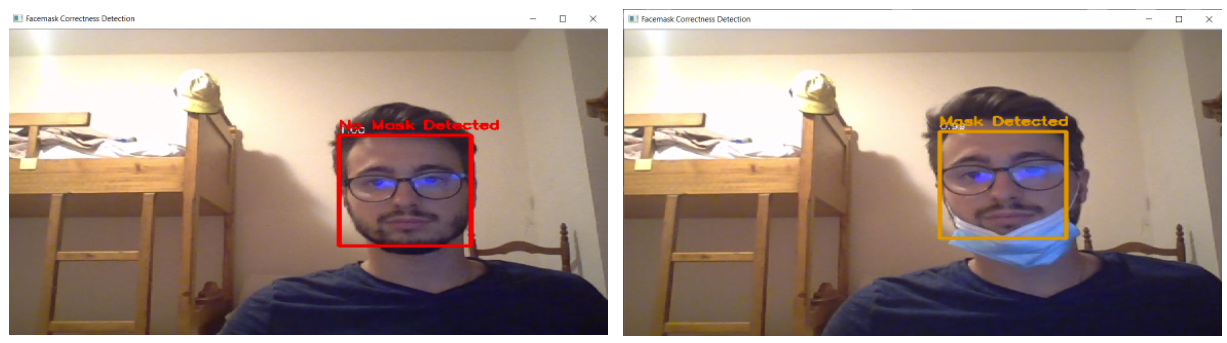 Facemask Correctness Detection
No Mask Detected
Facemask Correctness Detection
Mask Detected